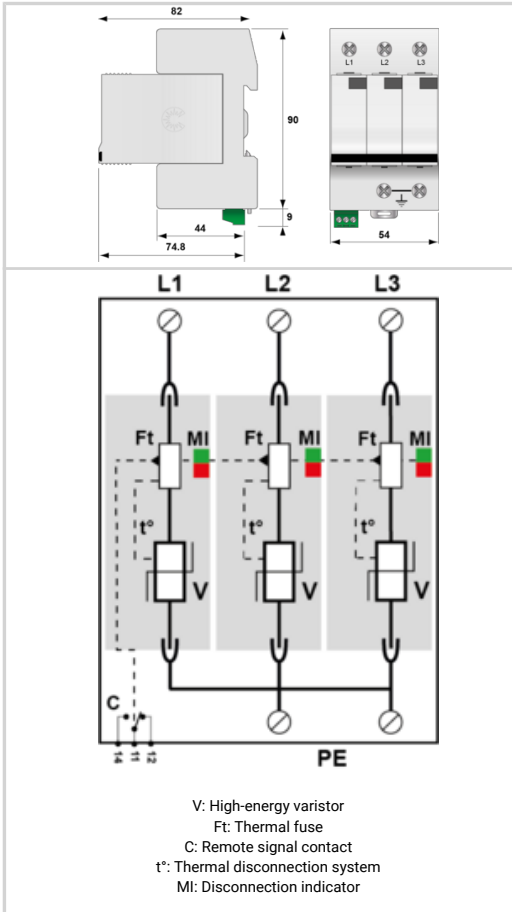 82
L1 L2 L3
90
9
44
54
74.8
L1 L2 L3
Ft MI Ft MI Ft MI
t° t° t°
V V V
C
14 11 12
PE
V: High-energy varistor
Ft: Thermal fuse
C: Remote signal contact
t°: Thermal disconnection system
MI: Disconnection indicator